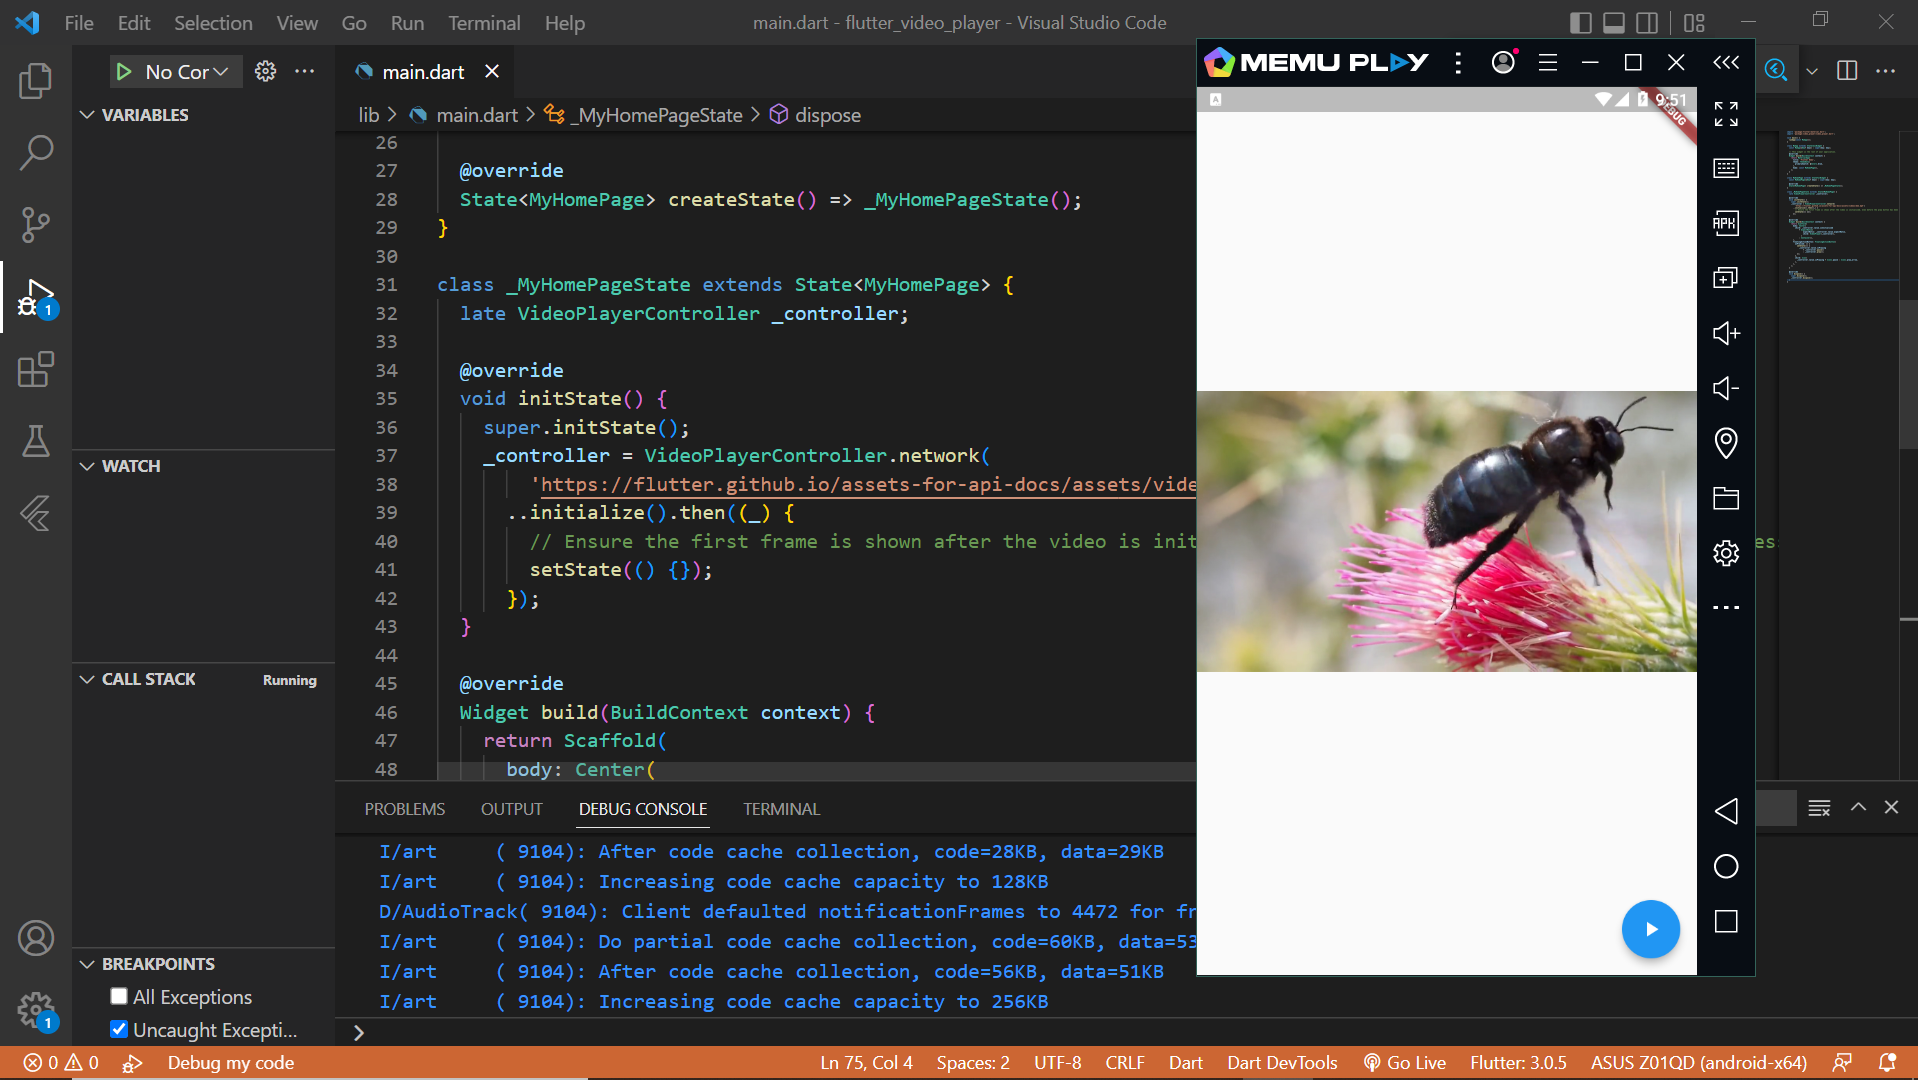 File Edit Selection View Go Run Terminal Help
main.dart - flutter_video_player - Visual Studio Code
No Cor
main.dart
MEMU PLAY
lib > main.dart > _MyHomePageState > dispose
A
9:51
DEBUG
APK
VARIABLES
WATCH
CALL STACK Running
BREAKPOINTS
All Exceptions
Uncaught Excepti...
1
1
26
27 @override
28 State<MyHomePage> createState() => _MyHomePageState();
29 }
30
31 class _MyHomePageState extends State<MyHomePage> {
32 late VideoPlayerController _controller;
33
34 @override
35 void initState() {
36 super.initState();
37 _controller = VideoPlayerController.network(
38 'https://flutter.github.io/assets-for-api-docs/assets/vide
39 ..initialize().then((_) {
40 // Ensure the first frame is shown after the video is init
es
41 setState(() {});
42 });
43 }
44
45 @override
46 Widget build(BuildContext context) {
47 return Scaffold(
48 body: Center(
PROBLEMS OUTPUT DEBUG CONSOLE TERMINAL
I/art ( 9104): After code cache collection, code=28KB, data=29KB
I/art ( 9104): Increasing code cache capacity to 128KB
D/AudioTrack( 9104): Client defaulted notificationFrames to 4472 for fr
I/art ( 9104): Do partial code cache collection, code=60KB, data=53
I/art ( 9104): After code cache collection, code=56KB, data=51KB
I/art ( 9104): Increasing code cache capacity to 256KB
0 0 Debug my code Ln 75, Col 4 Spaces: 2 UTF-8 CRLF Dart Dart DevTools Go Live Flutter: 3.0.5 ASUS Z01QD (android-x64)